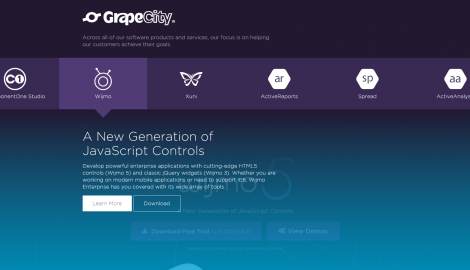 GrapeCity
Across all of our software products and services, our focus is on helping
our customers achieve their goals.
C1
ar
sp
aa
ponentOne Studio
Wijmo
Xuni
ActiveReports
Spread
ActiveAnalys
A New Generation of
JavaScript Controls
Develop powerful enterprise applications with cutting-edge HTML5
controls (Wijmo 5) and classic jQuery widgets (Wijmo 3). Whether you are
working on modern mobile applications or need to support IE6, Wijmo
Enterprise has you covered with its wide array of tools.
wijmo 5
New Generation of JavaScript Controls
Learn More
Download
Download Free Trial
View Demos